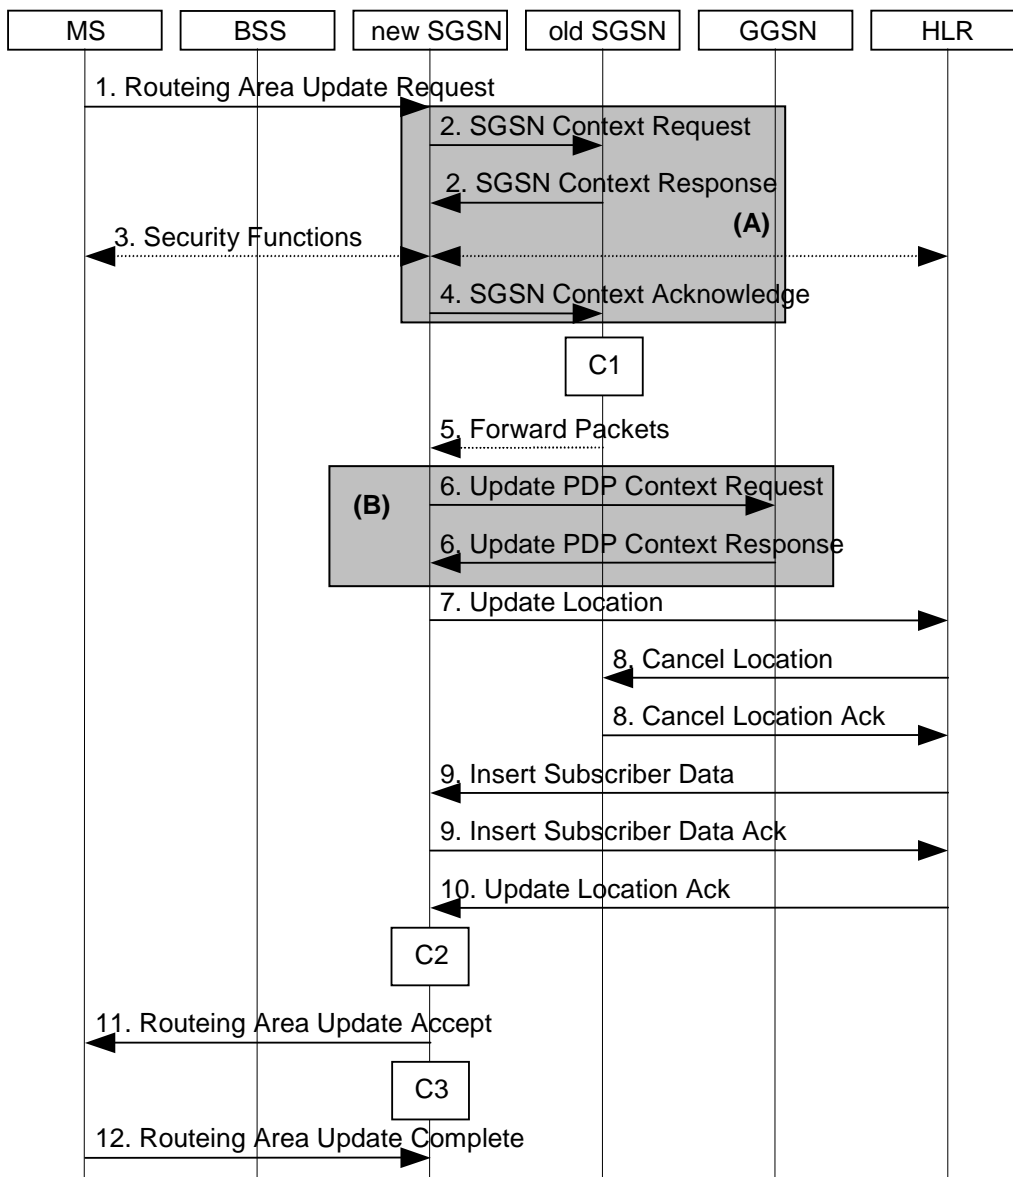 MS
BSS
new SGSN
old SGSN
GGSN
HLR
1. Routeing Area Update Request
2. SGSN Context Request
2. SGSN Context Response
(A)
3. Security Functions
4. SGSN Context Acknowledge
C1
5. Forward Packets
6. Update PDP Context Request
(B)
6. Update PDP Context Response
7. Update Location
8. Cancel Location
8. Cancel Location Ack
9. Insert Subscriber Data
9. Insert Subscriber Data Ack
10. Update Location Ack
C2
11. Routeing Area Update Accept
C3
12. Routeing Area Update Complete